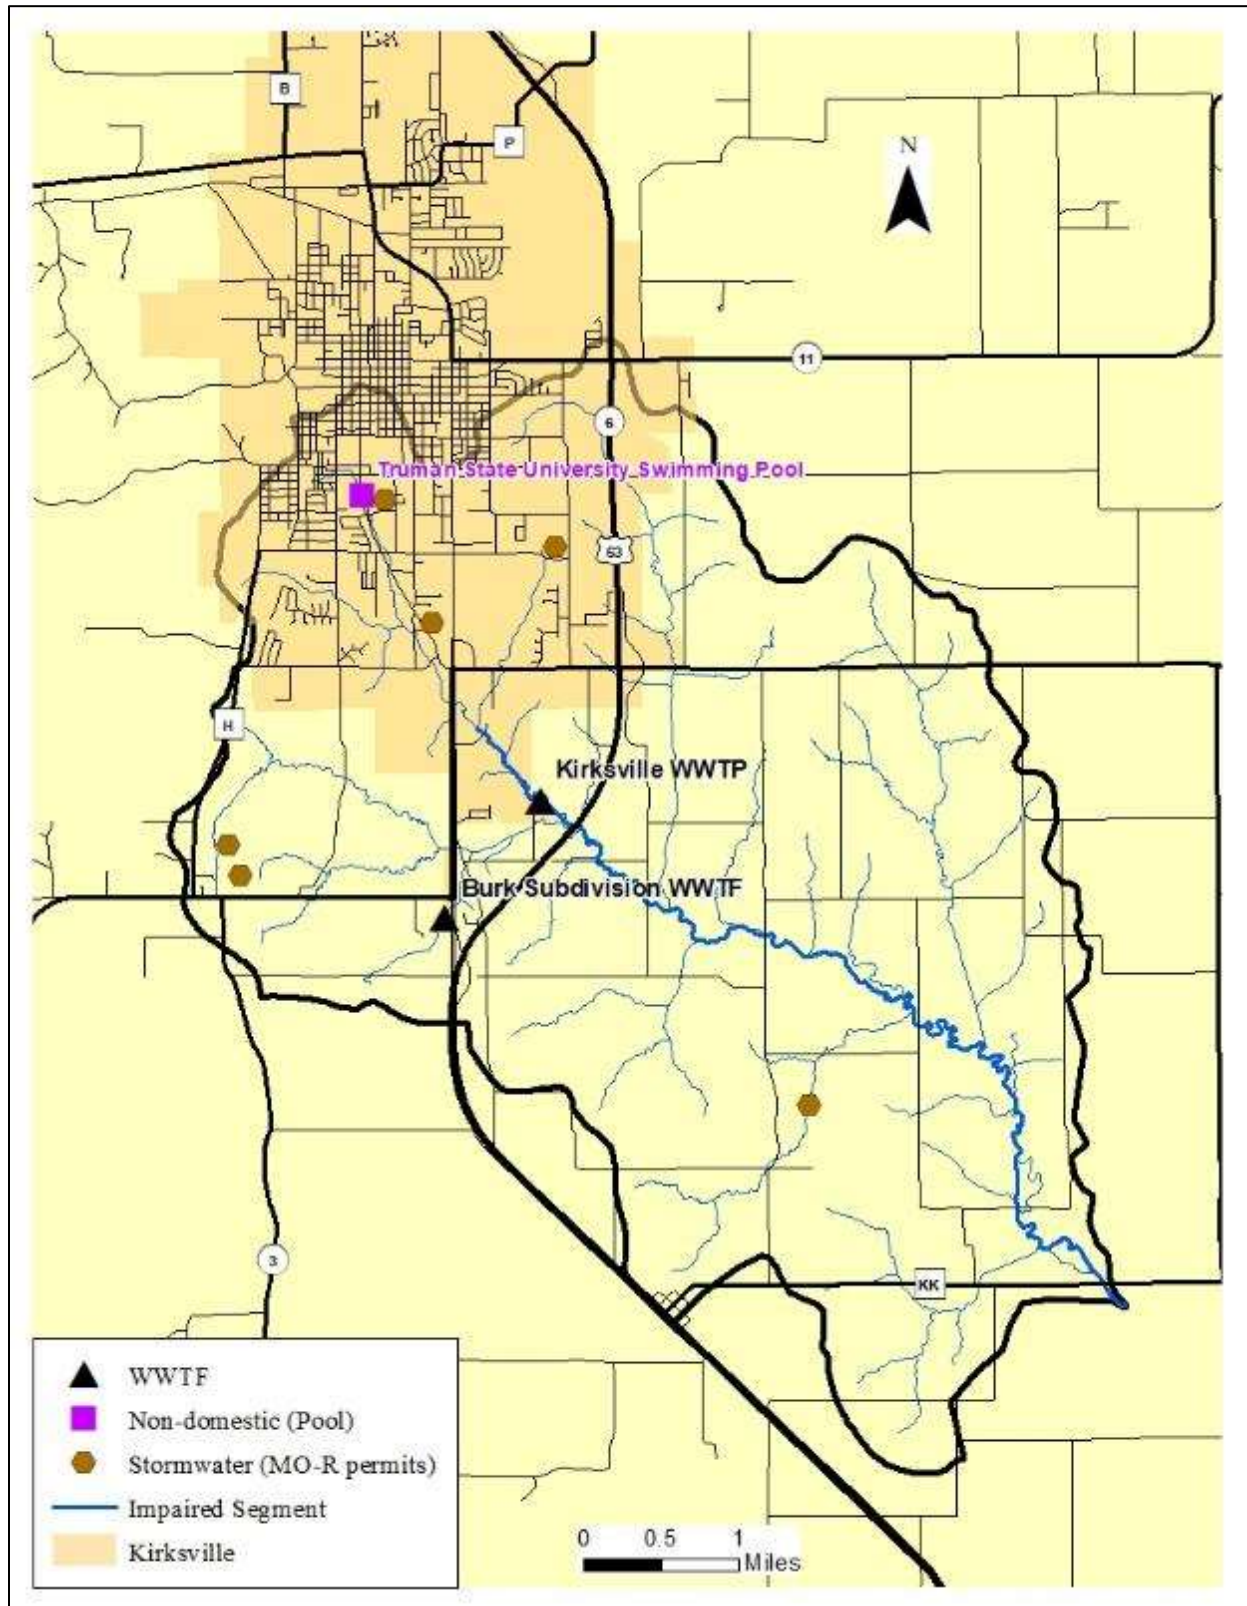 B
P
N
11
6
Truman State University Swimming Pool
63
H
Kirksville WWTP
Burk Subdivision WWTF
3
KK
WWTF
Non-domestic (Pool)
Stormwater (MO-R permits)
Impaired Segment
Kirksville
0 0.5 1
Miles